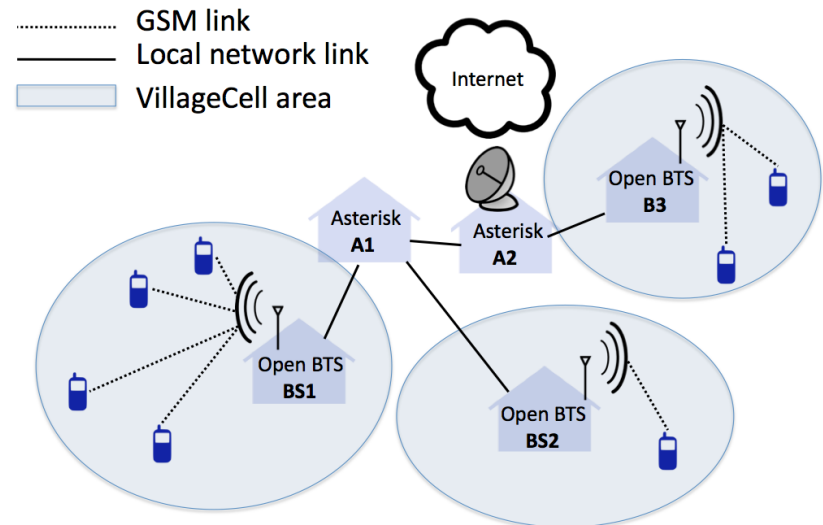 GSM link
Local network link
VillageCell area
Internet
Open BTS
B3
Asterisk
A1
Asterisk
A2
Open BTS
BS1
Open BTS
BS2